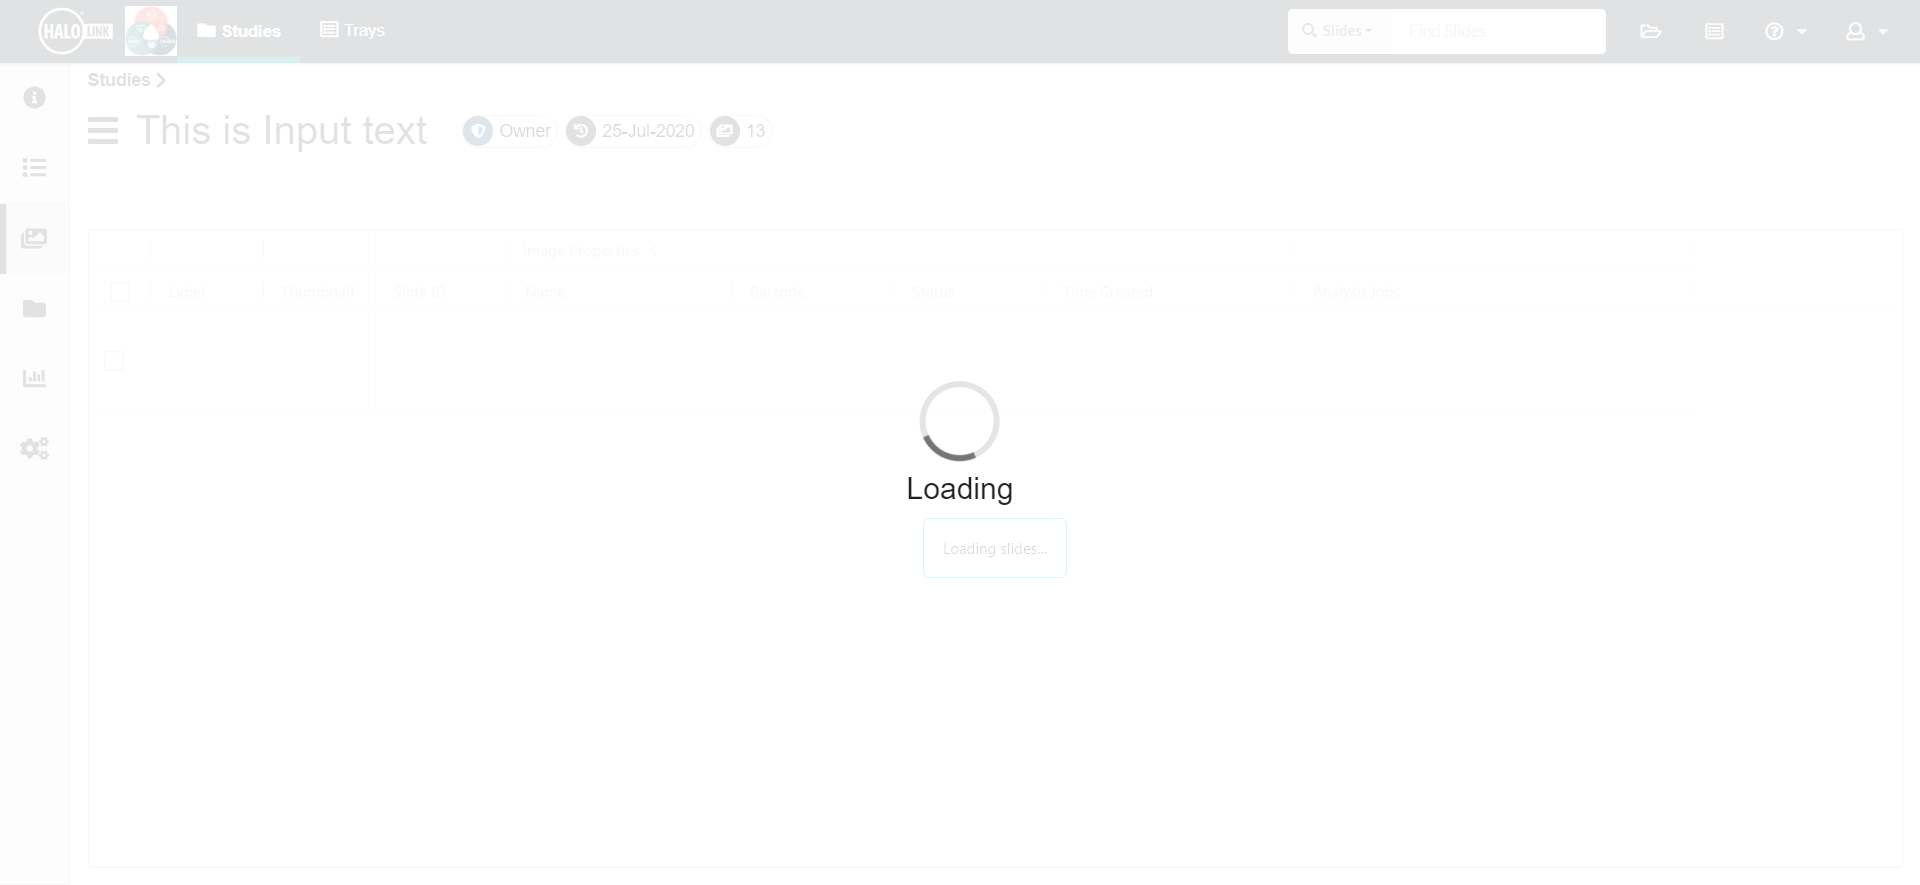 HALO LINK
Studies
Trays
Slides
Find Slides
Studies
This is Input text
Owner
25-Jul-2020
13
Image Properties
Label
Thumbnail
Slide ID
Name
Barcode
Status
Time Created
Analysis Jobs
Loading
Loading slides...